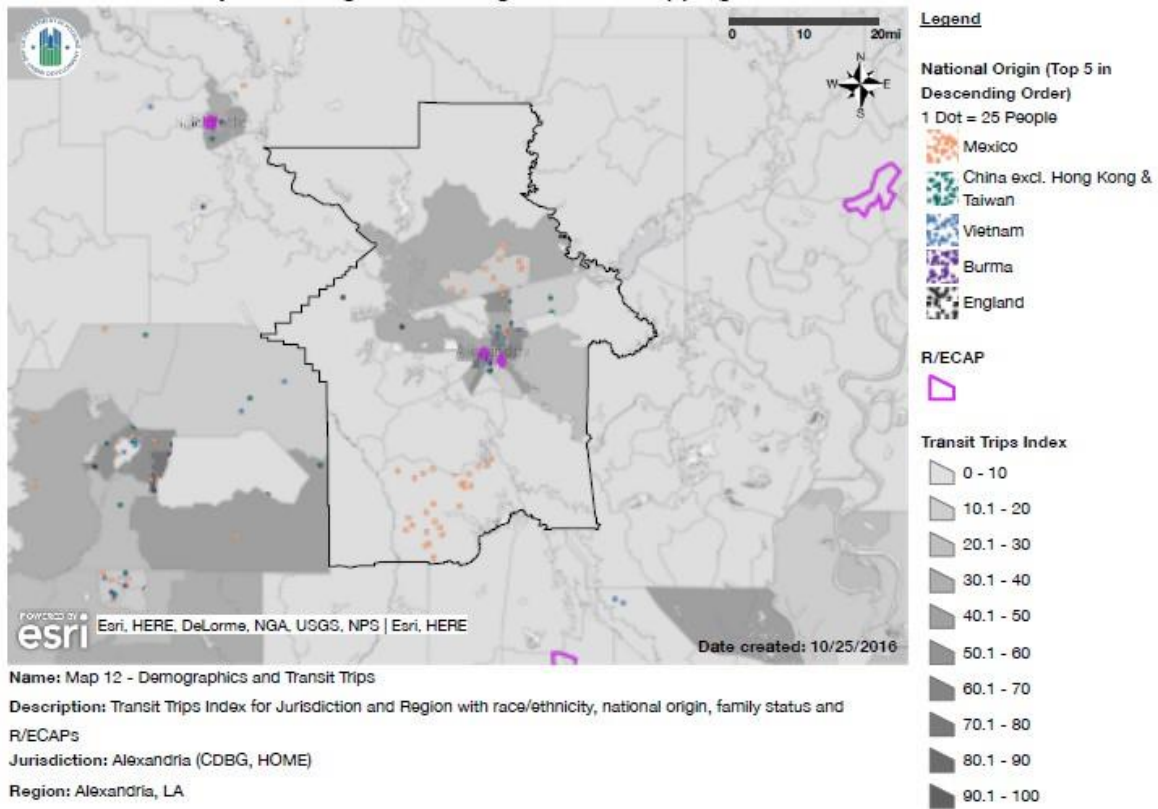 0 10 20mi
N
W E
S
Legend
National Origin (Top 5 in
Descending Order)
1 Dot = 25 People
Mexico
China excl. Hong Kong &
Taiwan
Vietnam
Burma
England
R/ECAP
Transit Trips Index
0 - 10
10.1 - 20
20.1 - 30
30.1 - 40
40.1 - 50
50.1 - 60
60.1 - 70
70.1 - 80
80.1 - 90
90.1 - 100
POWERED BY
esri
Esri, HERE, DeLorme, NGA, USGS, NPS | Esri, HERE
Date created: 10/25/2016
Name: Map 12 - Demographics and Transit Trips
Description: Transit Trips Index for Jurisdiction and Region with race/ethnicity, national origin, family status and
R/ECAPs
Jurisdiction: Alexandria (CDBG, HOME)
Region: Alexandria, LA